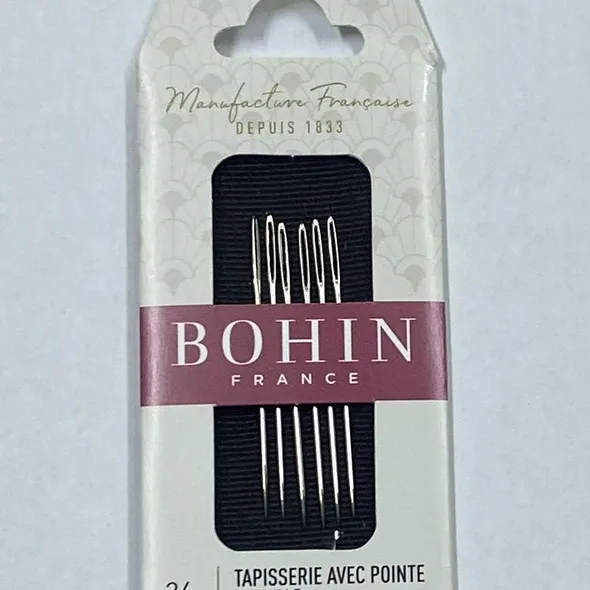 Manufacture Française
DEPUIS 1833
BOHIN
FRANCE
TAPISSERIE AVEC POINTE